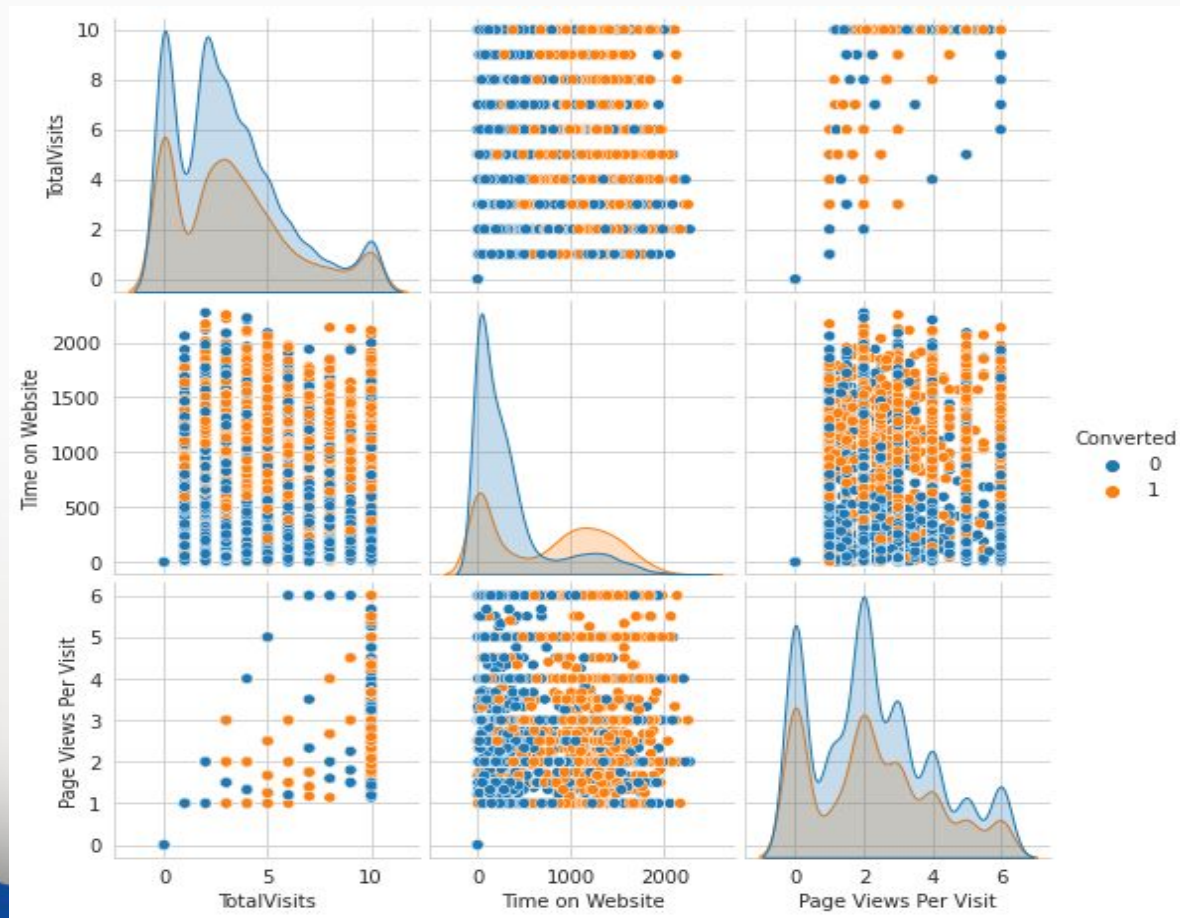 10
8
6
4
2
0
TotalVisits
2000
1500
1000
500
0
Time on Website
Converted
0
1
6
5
4
3
2
1
0
Page Views Per Visit
0 5 10
0 1000 2000
0 2 4 6
TotalVisits
Time on Website
Page Views Per Visit